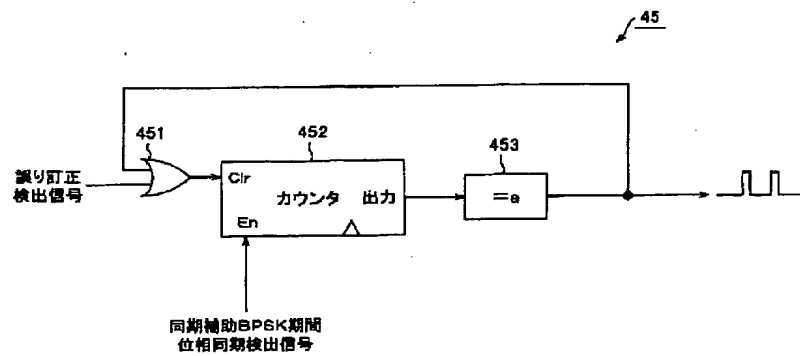 45
451
452
453
誤り訂正
検出信号
Clr
カウンタ 出力
En
=a
同期補助BPSK期間
位相同期検出信号